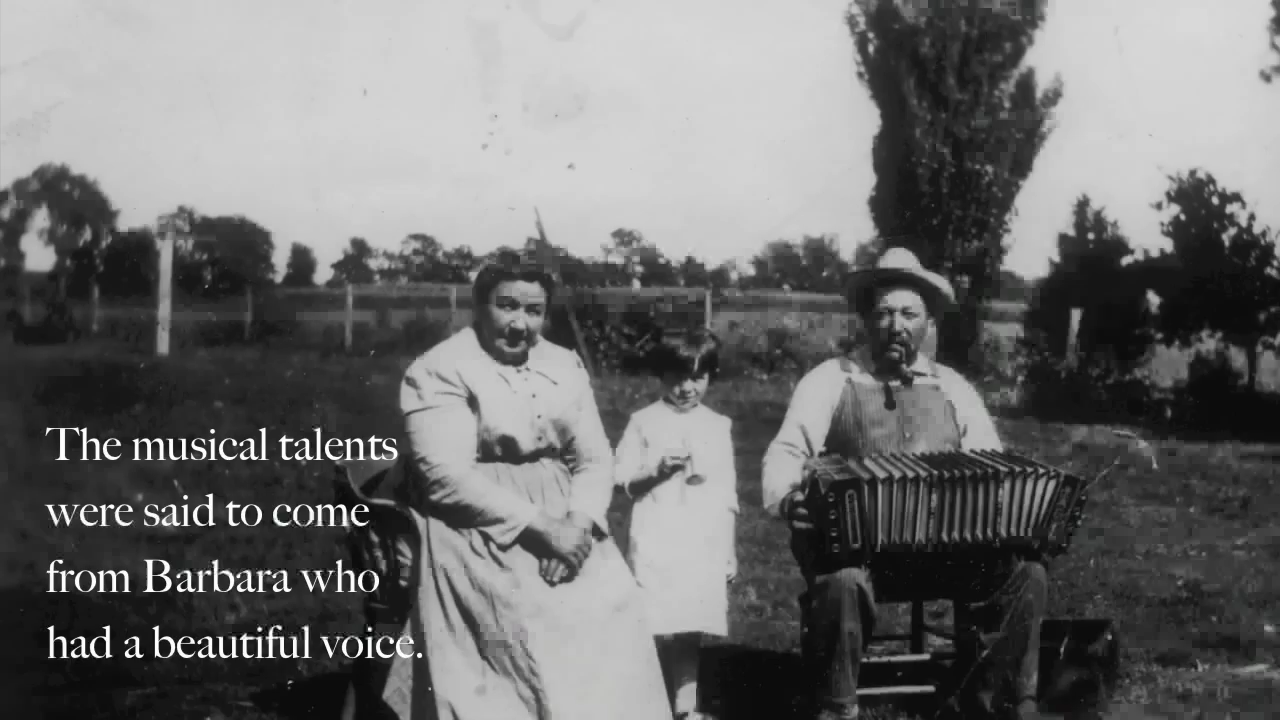 The musical talents
were said to come
from Barbara who
had a beautiful voice.